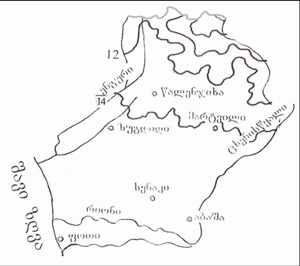 12
ენგური
14
წალენჯიხა
ზუგდიდი
მარტვილი
ცხენისწყალი
შავი ზღვა
სენაკი
რიონი
აბაშა
ფოთი